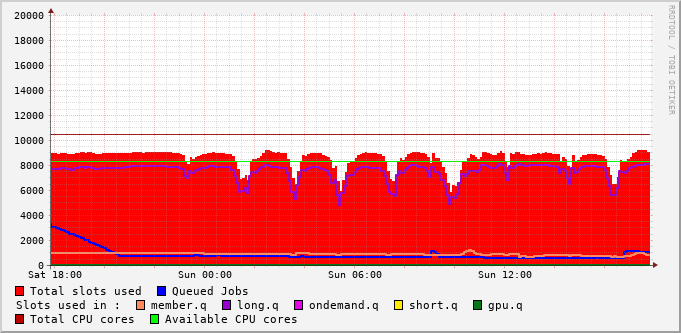 20000
18000
16000
14000
12000
10000
8000
6000
4000
2000
0
Sat 18:00 Sun 00:00 Sun 06:00 Sun 12:00
RRDTOOL / TOBI OETIKER
Total slots used Queued Jobs
Slots used in : member.q long.q ondemand.q short.q gpu.q
Total CPU cores Available CPU cores